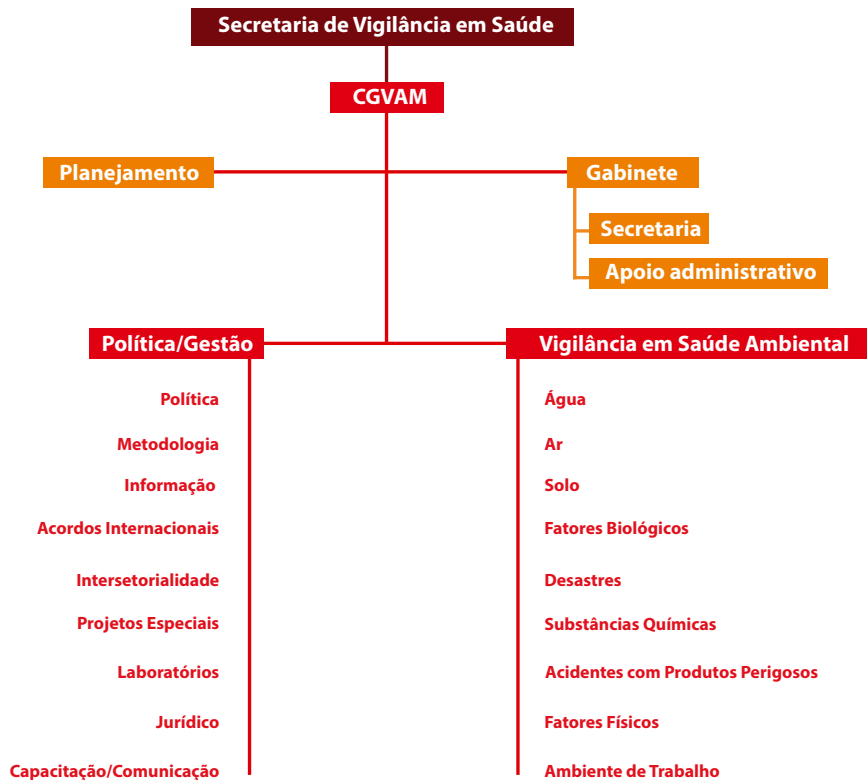 Secretaria de Vigilância em Saúde
CGVAM
Planejamento
Gabinete
Secretaria
Apoio administrativo
Política/Gestão
Política
Metodologia
Informação
Acordos Internacionais
Intersetorialidade
Projetos Especiais
Laboratórios
Jurídico
Capacitação/Comunicação
Vigilância em Saúde Ambiental
Água
Ar
Solo
Fatores Biológicos
Desastres
Substâncias Químicas
Acidentes com Produtos Perigosos
Fatores Físicos
Ambiente de Trabalho